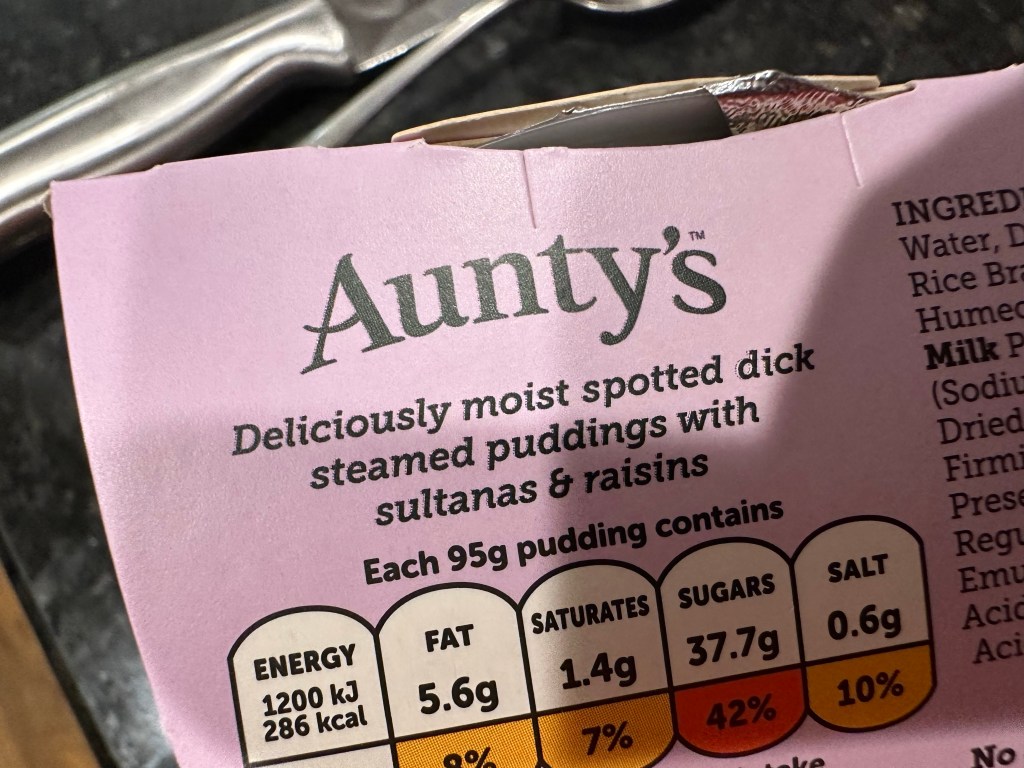 Aunty's™
Deliciously moist spotted dick
steamed puddings with
sultanas & raisins
Each 95g pudding contains
ENERGY
1200 kJ
286 kcal
FAT
5.6g
8%
SATURATES
1.4g
7%
SUGARS
37.7g
42%
SALT
0.6g
10%
INGREDI
Water, D
Rice Bra
Humec
Milk P
(Sodiu
Dried
Firmi
Prese
Regu
Emu
Acid
Aci
No